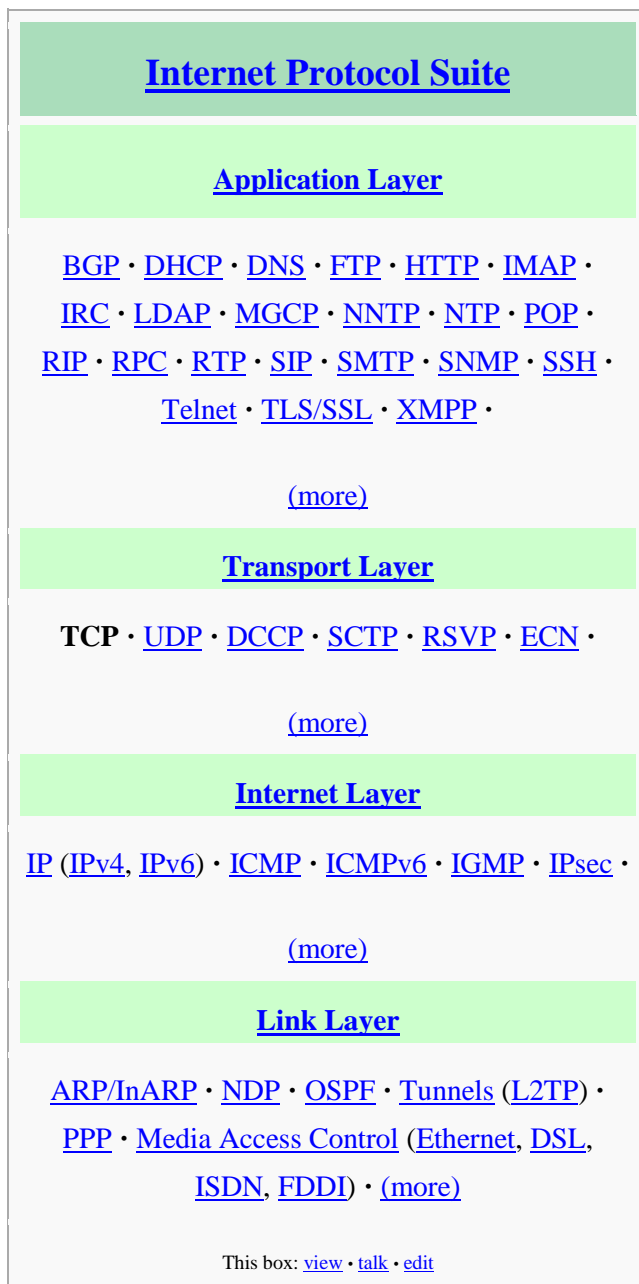 Internet Protocol Suite
Application Layer
BGP · DHCP · DNS · FTP · HTTP · IMAP ·
IRC · LDAP · MGCP · NNTP · NTP · POP ·
RIP · RPC · RTP · SIP · SMTP · SNMP · SSH ·
Telnet · TLS/SSL · XMPP ·
(more)
Transport Layer
TCP · UDP · DCCP · SCTP · RSVP · ECN ·
(more)
Internet Layer
IP (IPv4, IPv6) · ICMP · ICMPv6 · IGMP · IPsec ·
(more)
Link Layer
ARP/InARP · NDP · OSPF · Tunnels (L2TP) ·
PPP · Media Access Control (Ethernet, DSL,
ISDN, FDDI) · (more)
This box: view · talk · edit